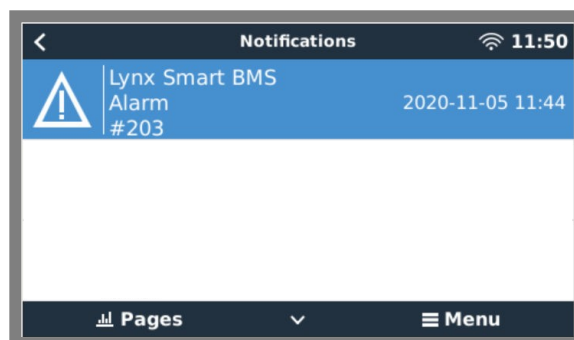 Notifications
11:50
Lynx Smart BMS
Alarm
#203
2020-11-05 11:44
Pages
Menu